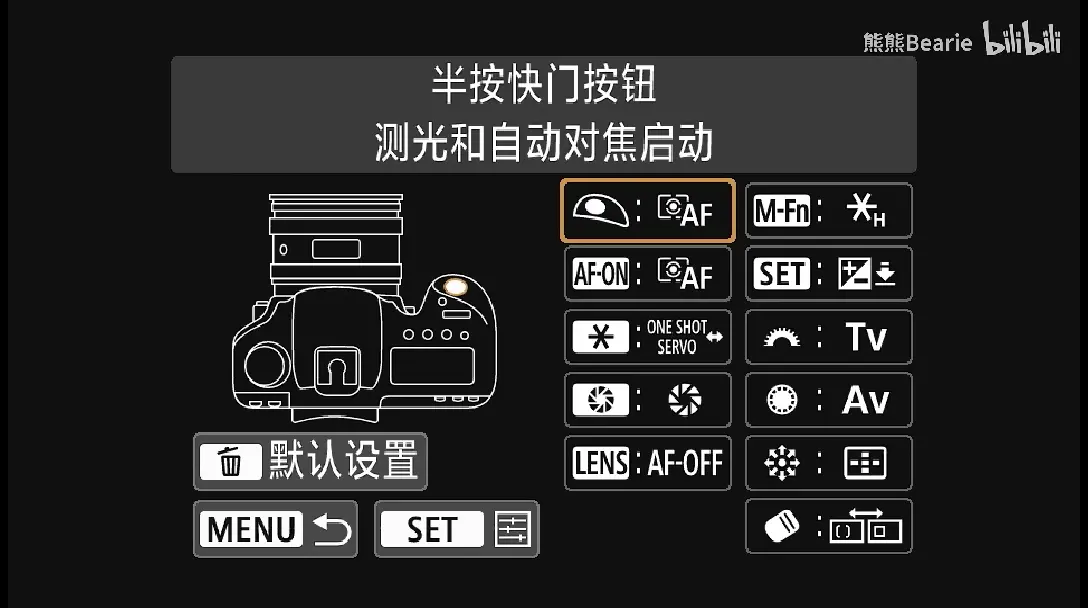 熊熊Bearie bilibili
半按快门按钮
测光和自动对焦启动
: AF
M-Fn : H
AF-ON : AF
SET :
: ONE SHOT SERVO
: Tv
: Av
LENS : AF-OFF
默认设置
MENU
SET